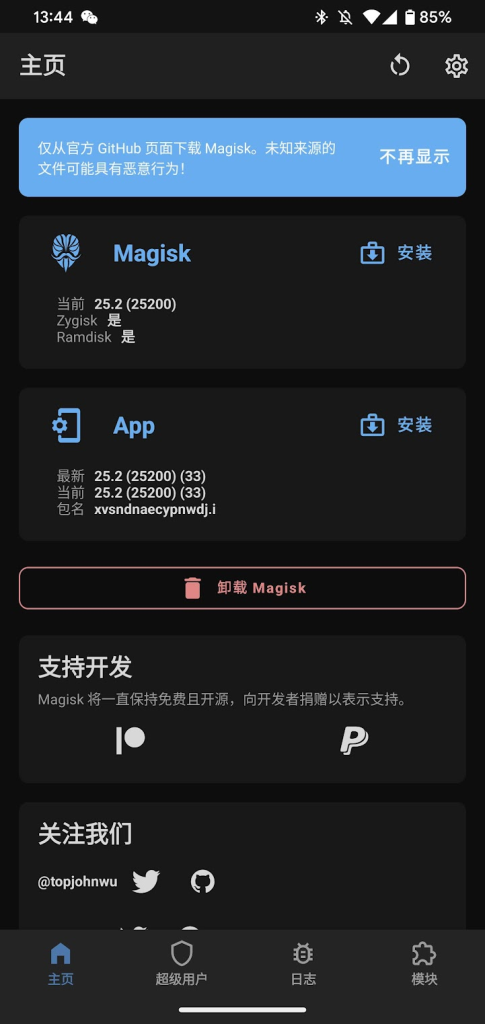 13:44
85%
主页
仅从官方 GitHub 页面下载 Magisk。未知来源的
文件可能具有恶意行为！
不再显示
Magisk
安装
当前 25.2 (25200)
Zygisk 是
Ramdisk 是
App
安装
最新 25.2 (25200) (33)
当前 25.2 (25200) (33)
包名 xvsndnaecypnwdj.i
卸载 Magisk
支持开发
Magisk 将一直保持免费且开源，向开发者捐赠以表示支持。
关注我们
@topjohnwu
主页
超级用户
日志
模块